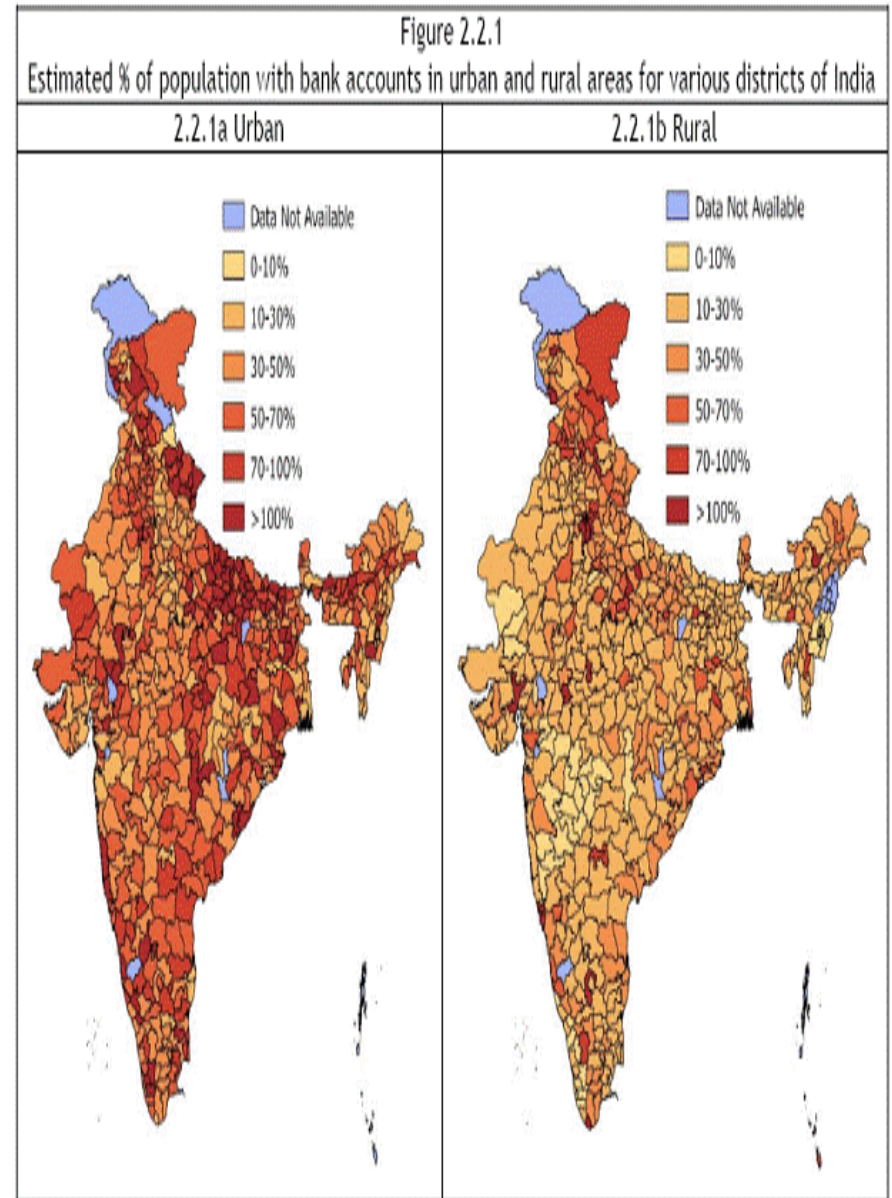 Figure 2.2.1
Estimated % of population with bank accounts in urban and rural areas for various districts of India
2.2.1a Urban
2.2.1b Rural
Data Not Available
0-10%
10-30%
30-50%
50-70%
70-100%
>100%
Data Not Available
0-10%
10-30%
30-50%
50-70%
70-100%
>100%